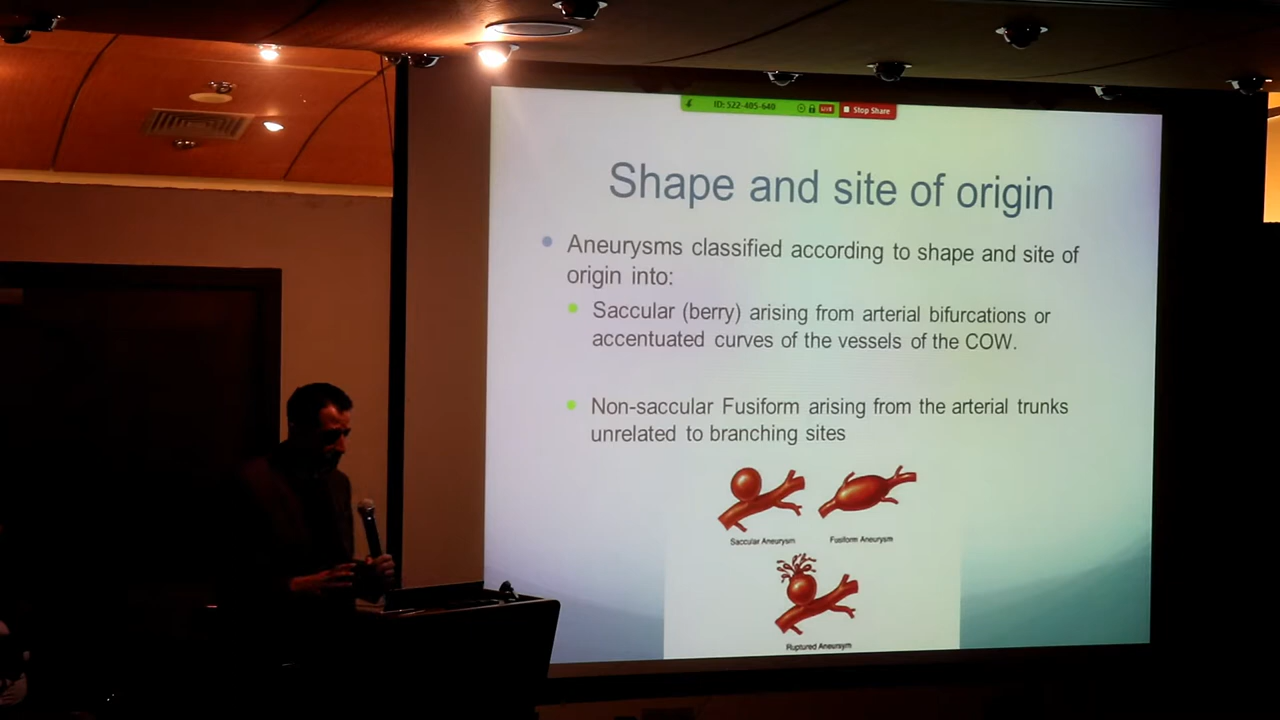 ID: 522-405-640 LIVE Stop Share
Shape and site of origin
Aneurysms classified according to shape and site of
origin into:
Saccular (berry) arising from arterial bifurcations or
accentuated curves of the vessels of the COW.
Non-saccular Fusiform arising from the arterial trunks
unrelated to branching sites
Saccular Aneurysm Fusiform Aneurysm
Ruptured Aneurysm